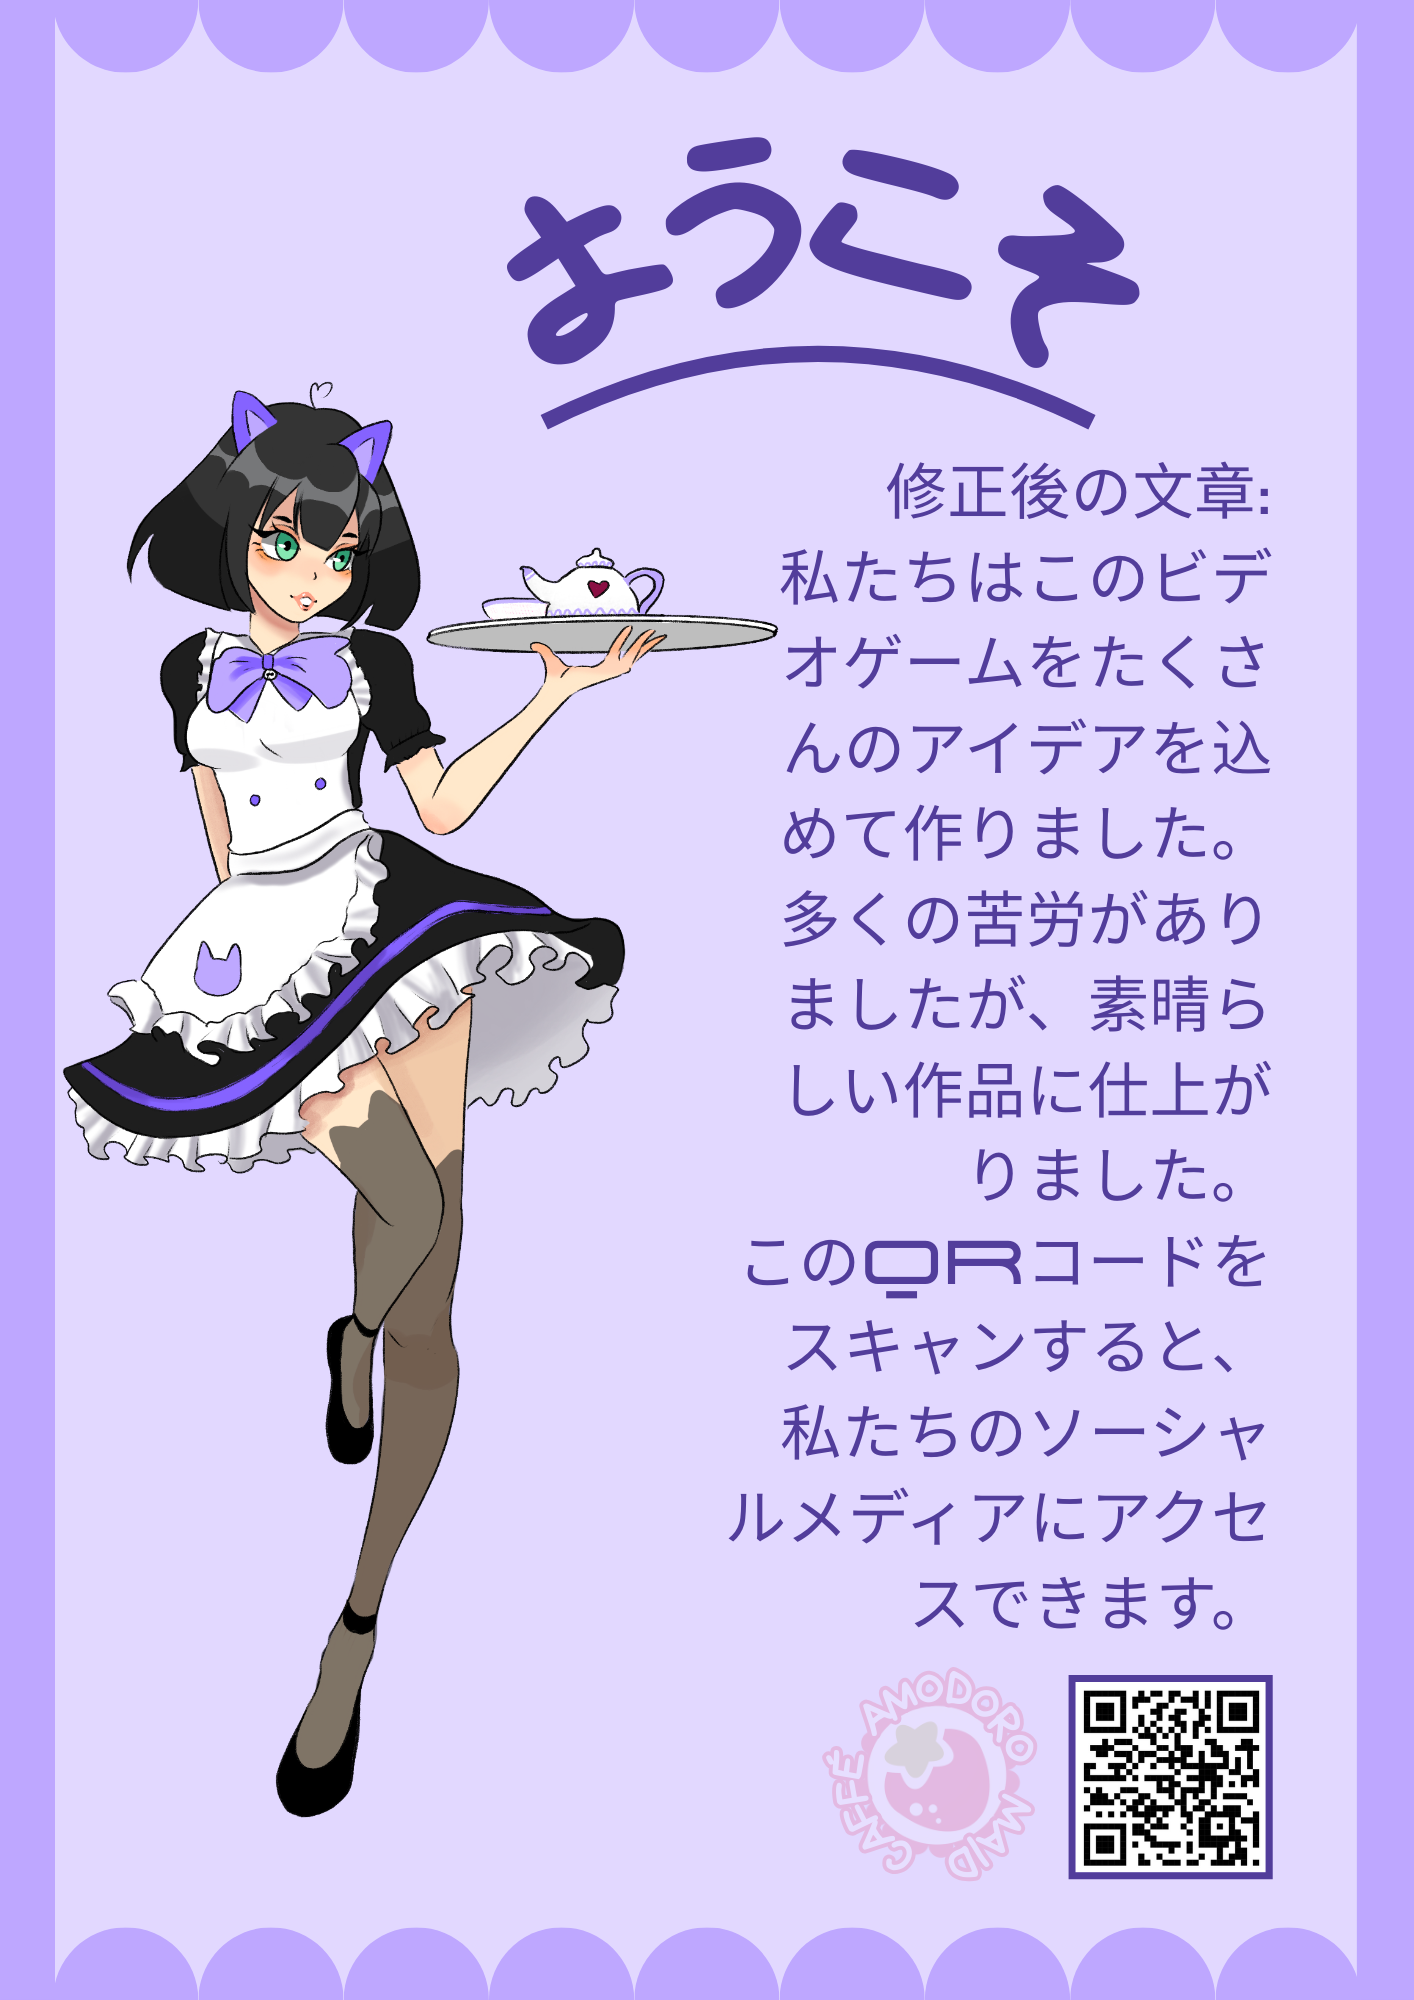 ようこそ
修正後の文章:
私たちはこのビデ
オゲームをたくさ
んのアイデアを込
めて作りました。
多くの苦労があり
ましたが、素晴ら
しい作品に仕上が
りました。
このQRコードを
スキャンすると、
私たちのソーシャ
ルメディアにアクセ
スできます。
AMODORO MAID CAFFÉ